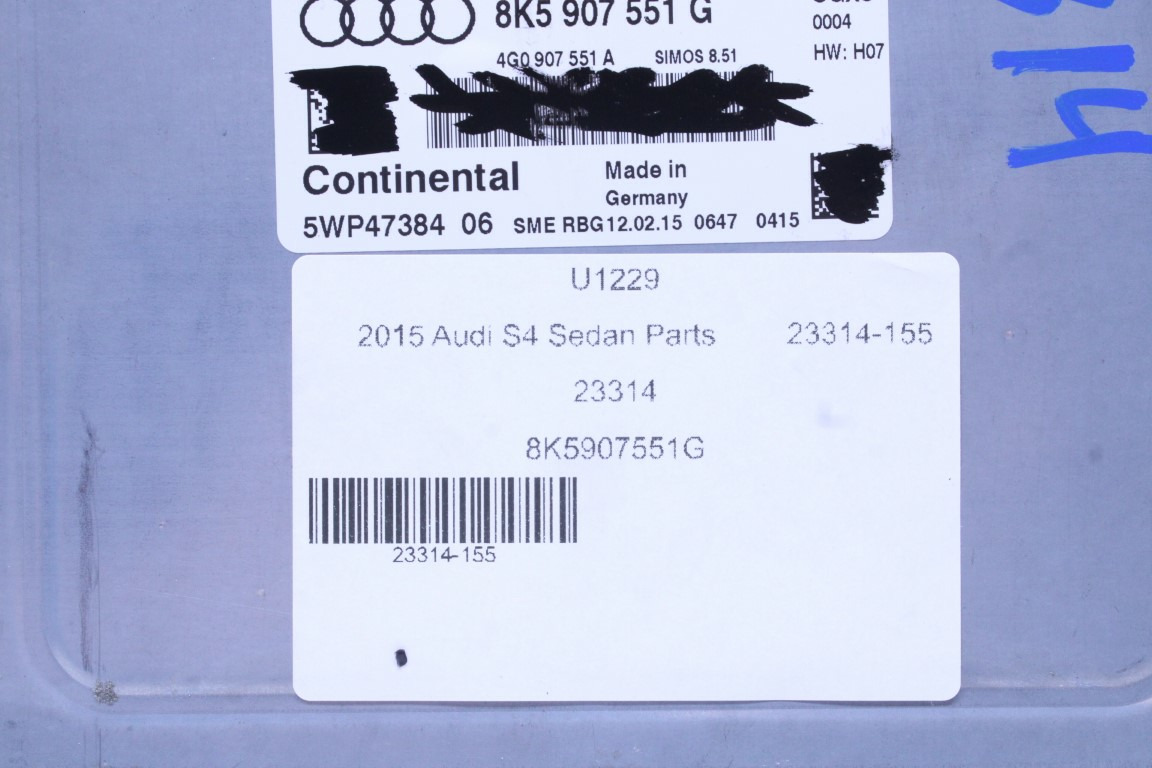 8K5 907 551 G
0004
4G0 907 551 A SIMOS 8.51
HW: H07
Continental
Made in
Germany
5WP47384 06 SME RBG12.02.15 0647 0415
U1229
2015 Audi S4 Sedan Parts 23314-155
23314
8K5907551G
23314-155